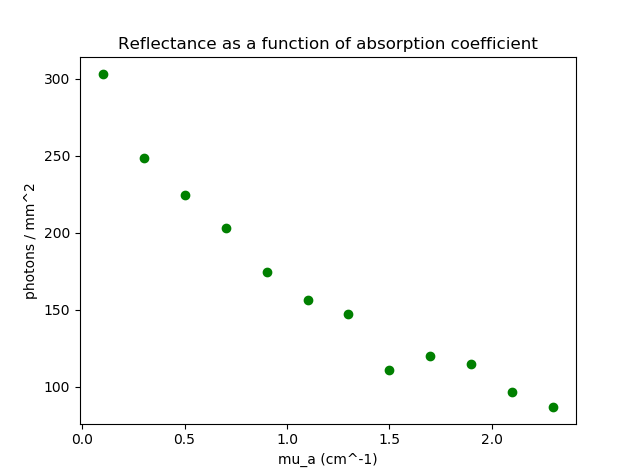 Reflectance as a function of absorption coefficient
photons / mm^2
300
250
200
150
100
0.0 0.5 1.0 1.5 2.0
mu_a (cm^-1)